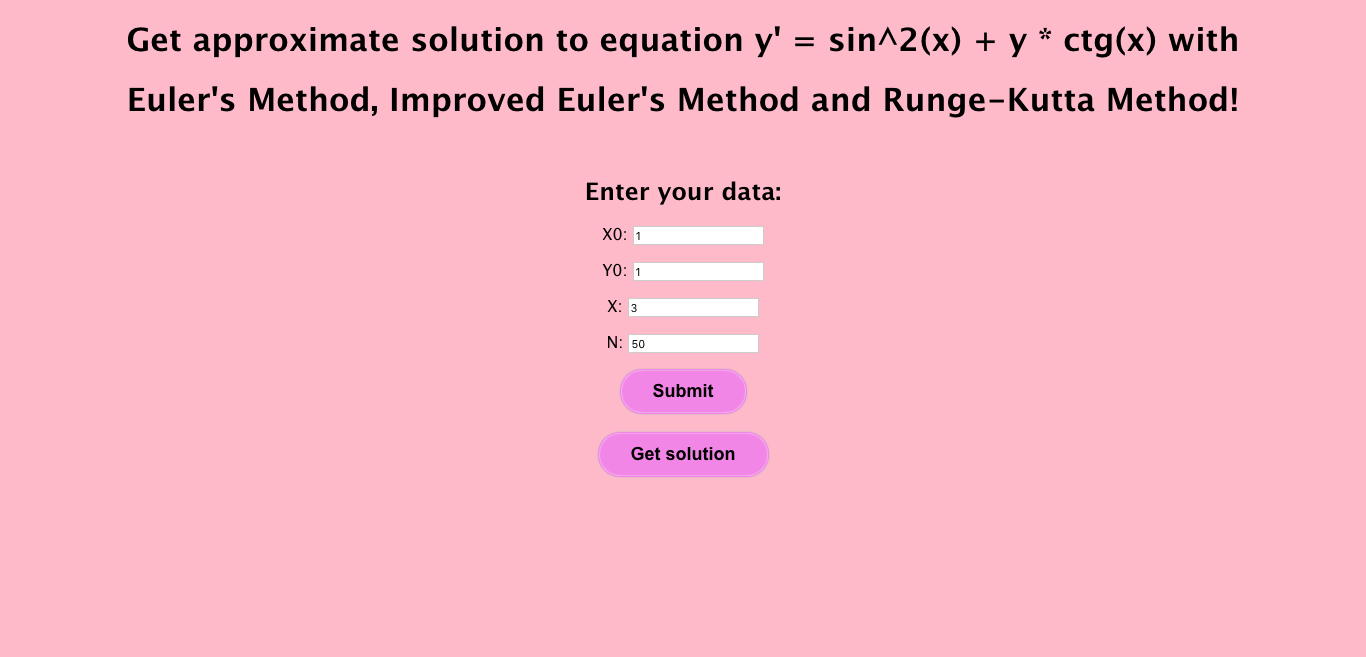 Get approximate solution to equation y' = sin^2(x) + y * ctg(x) with
Euler's Method, Improved Euler's Method and Runge-Kutta Method!
Enter your data:
X0: 1
Y0: 1
X: 3
N: 50
Submit
Get solution